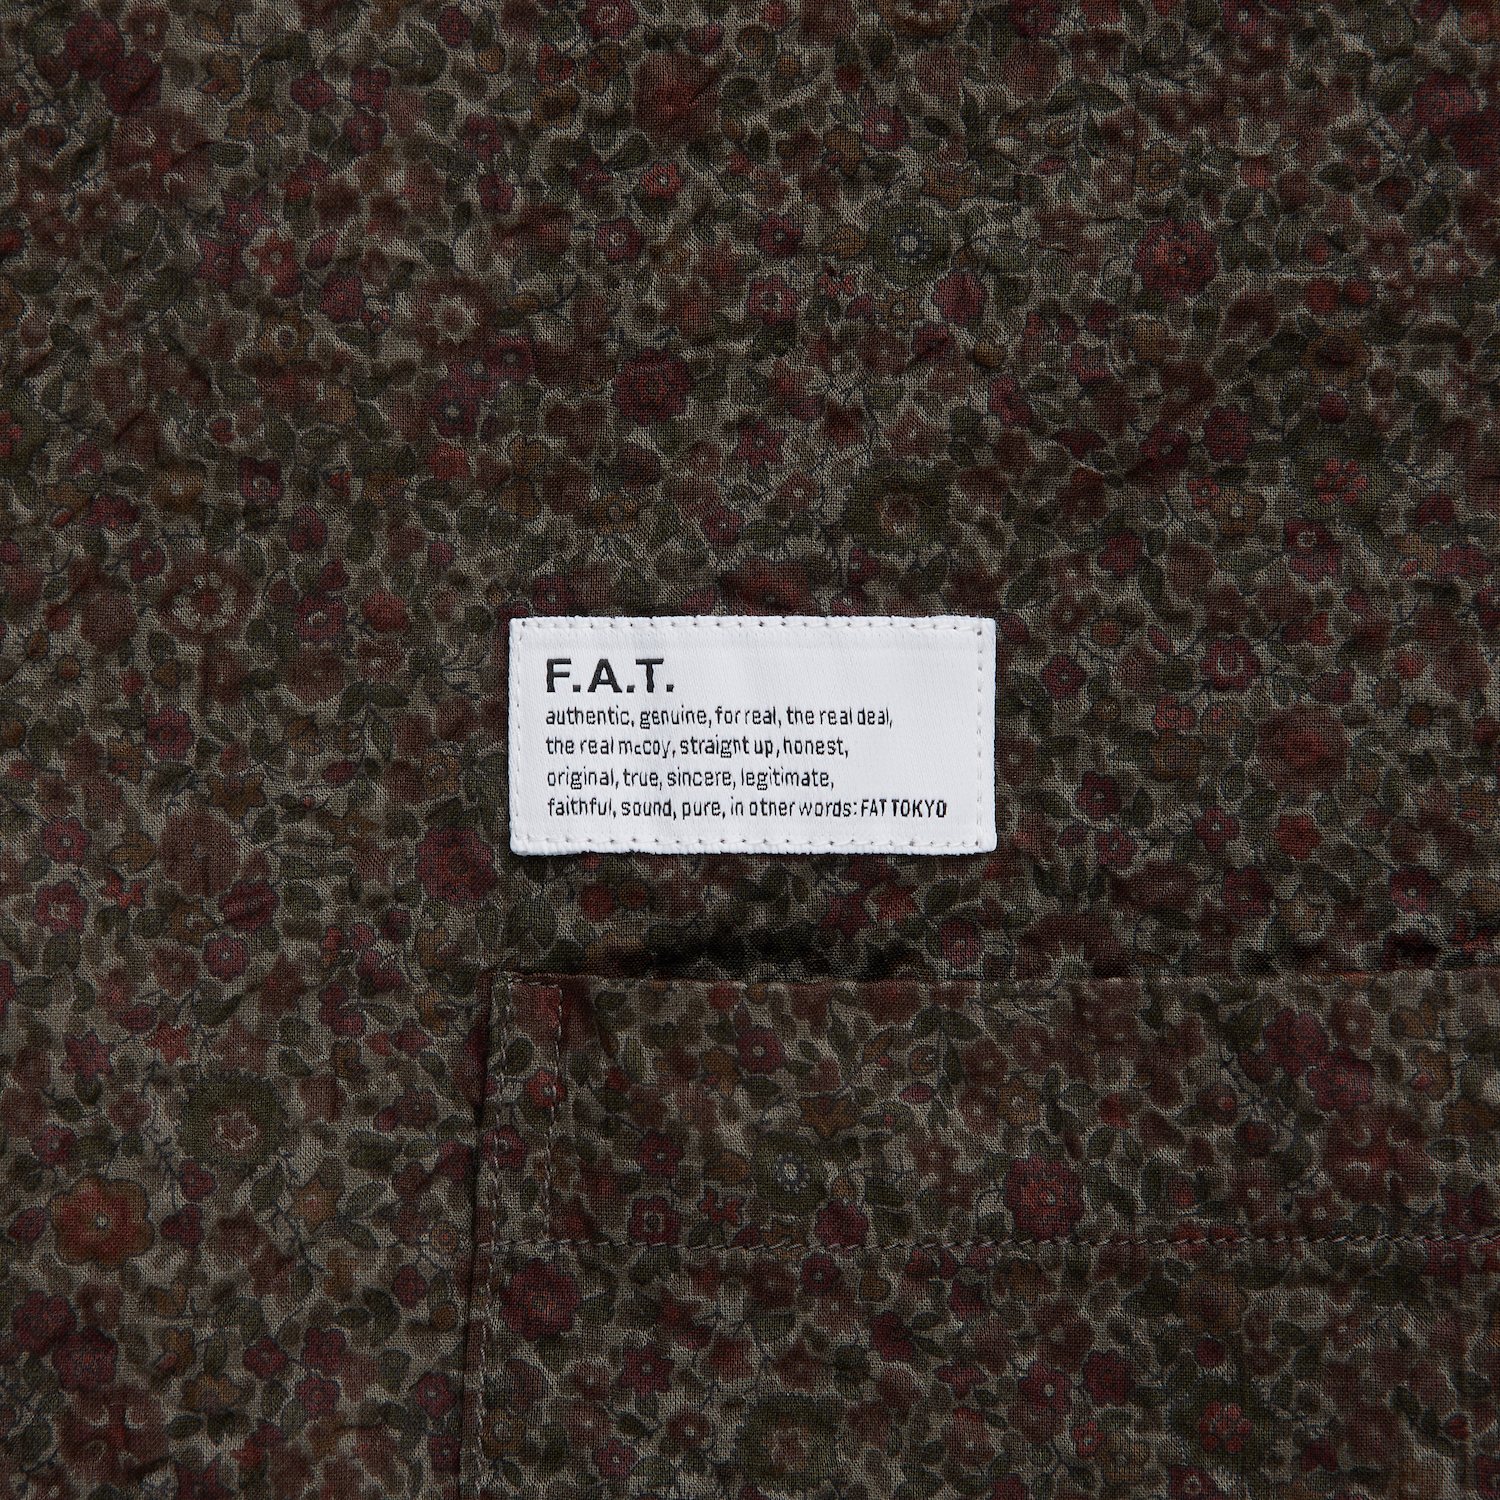 F.A.T.
authentic, genuine, for real, the real deal,
the real mccoy, straight up, honest,
original, true, sincere, legitimate,
faithful, sound, pure, in other words: FAT TOKYO